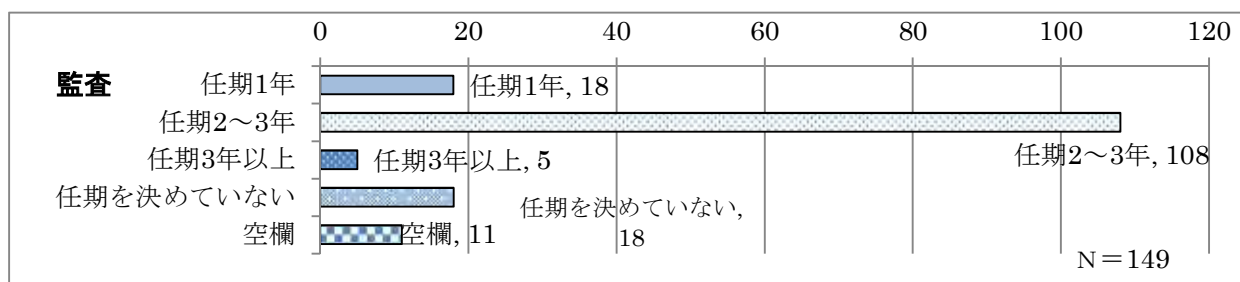 0 20 40 60 80 100 120
監査 任期1年 任期1年, 18
任期2～3年
任期2～3年, 108
任期3年以上 任期3年以上, 5
任期を決めていない 任期を決めていない,
18
空欄 空欄, 11
N＝149